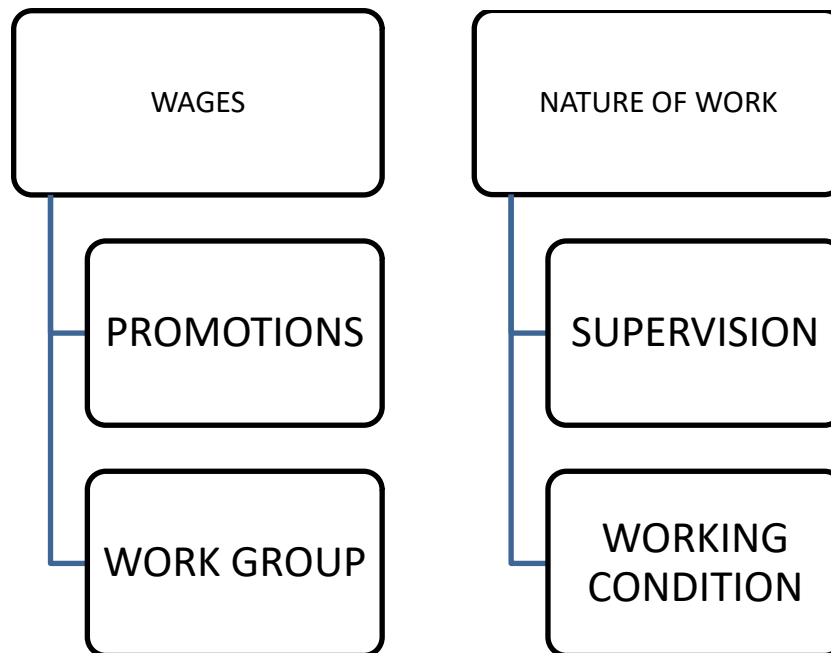 WAGES
PROMOTIONS
WORK GROUP
NATURE OF WORK
SUPERVISION
WORKING
CONDITION